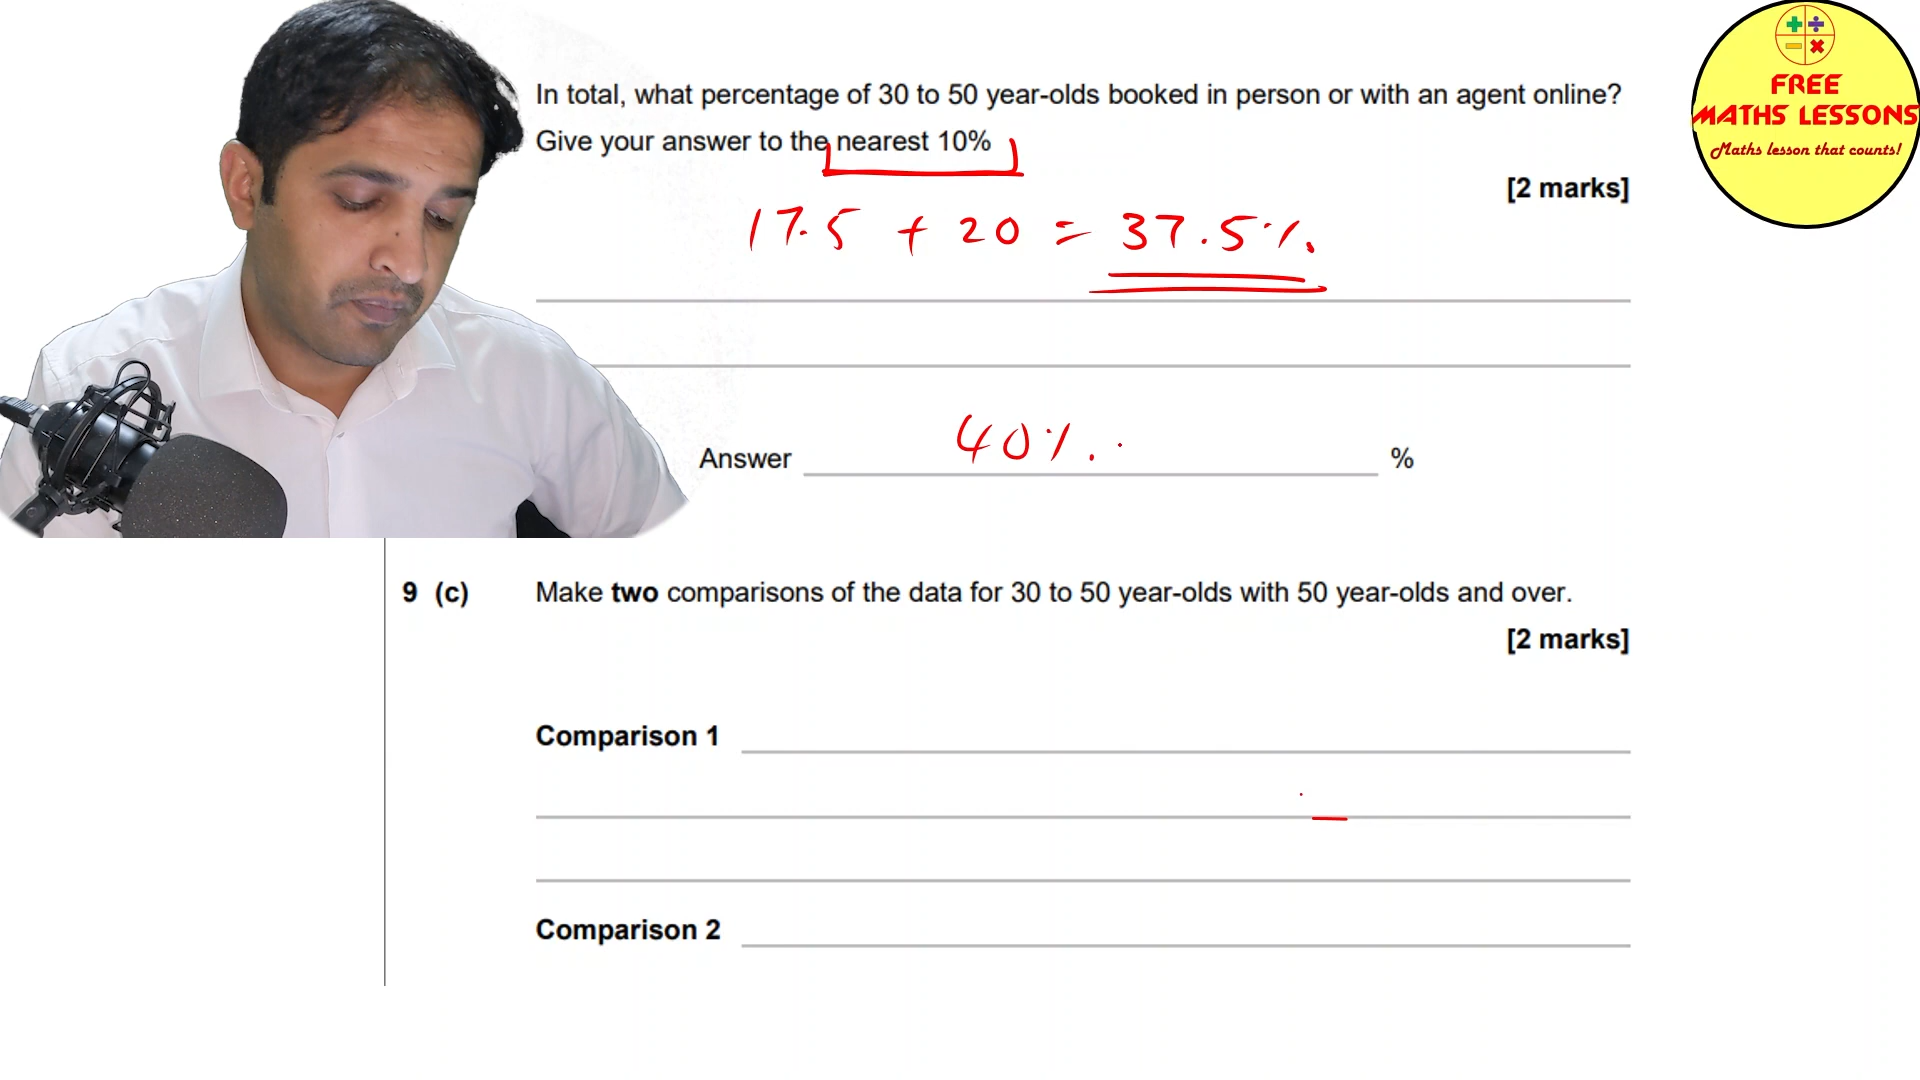 In total, what percentage of 30 to 50 year-olds booked in person or with an agent online?
Give your answer to the nearest 10%
[2 marks]
17.5 + 20 = 37.5%.
Answer 40%. %
9 (c) Make two comparisons of the data for 30 to 50 year-olds with 50 year-olds and over.
[2 marks]
Comparison 1
Comparison 2
FREE
MATHS LESSONS
Maths lesson that counts!